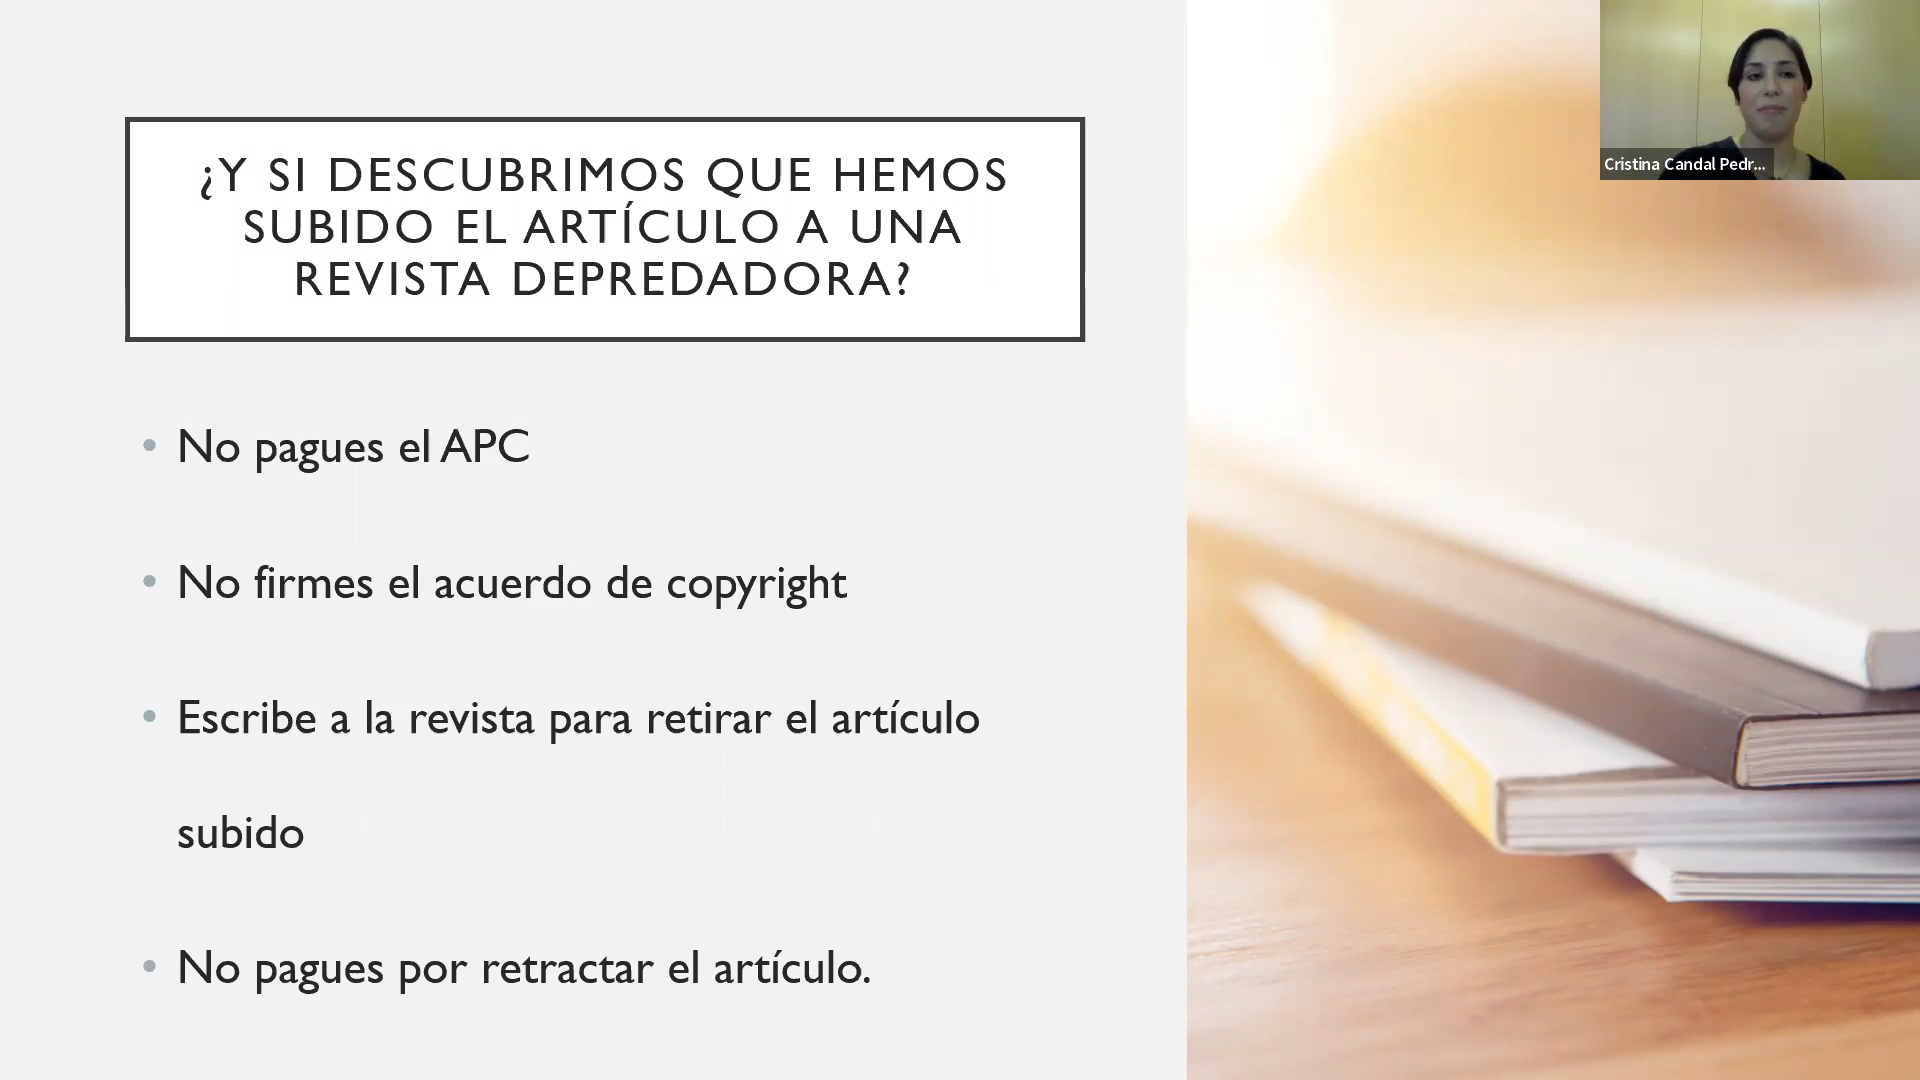 ¿Y SI DESCUBRIMOS QUE HEMOS
SUBIDO EL ARTÍCULO A UNA
REVISTA DEPREDADORA?
• No pagues el APC
• No firmes el acuerdo de copyright
• Escribe a la revista para retirar el artículo
subido
• No pagues por retractar el artículo.
Cristina Candal Pedr...